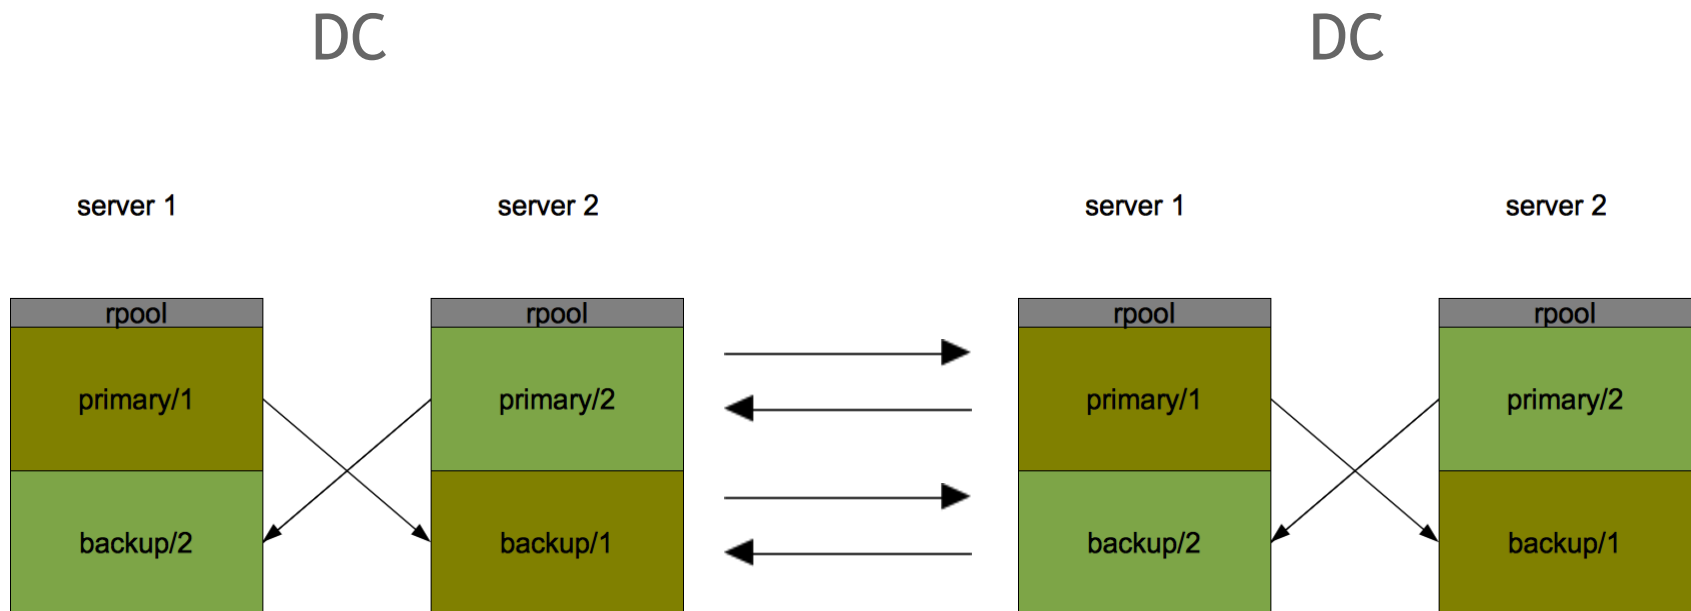 DC DC
server 1 server 2 server 1 server 2
rpool rpool rpool rpool
primary/1 primary/2 primary/1 primary/2
backup/2 backup/1 backup/2 backup/1